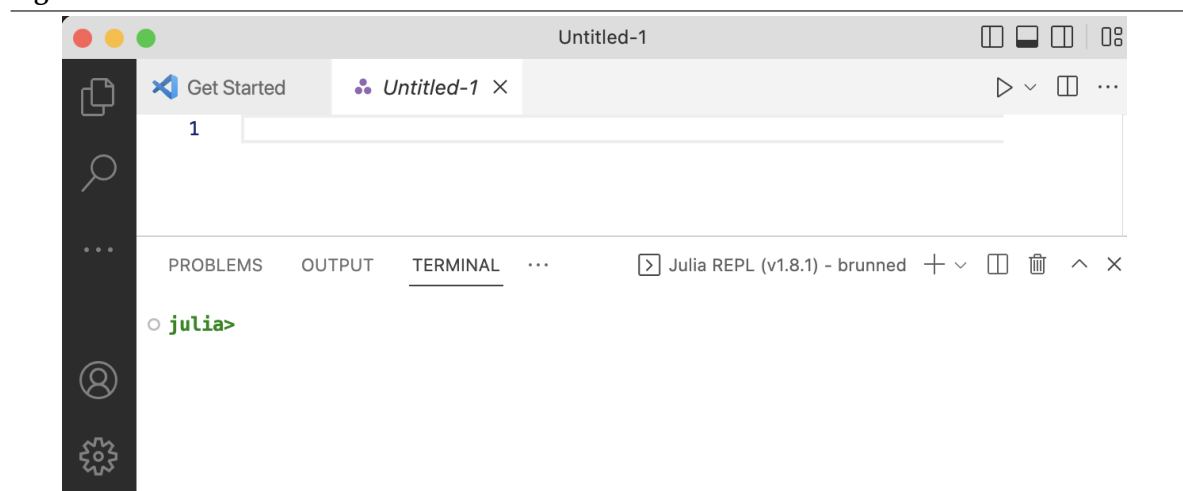 Untitled-1
Get Started Untitled-1
1
PROBLEMS OUTPUT TERMINAL ··· Julia REPL (v1.8.1) - brunned
julia>